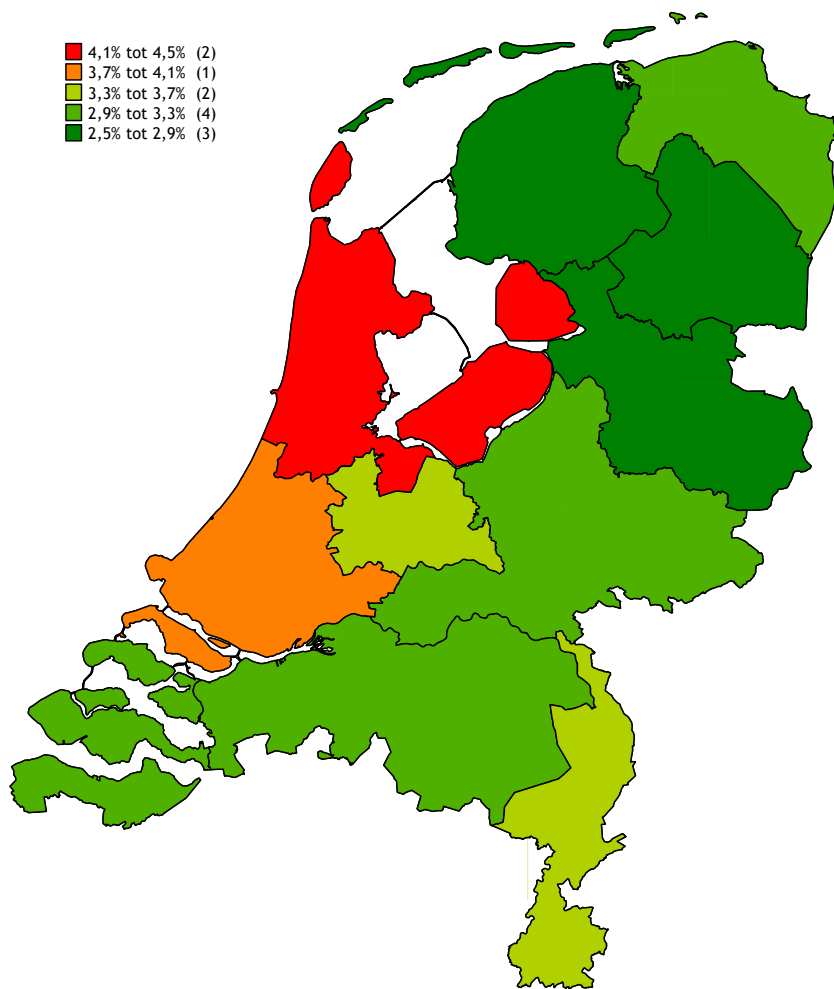 4,1% tot 4,5% (2)
3,7% tot 4,1% (1)
3,3% tot 3,7% (2)
2,9% tot 3,3% (4)
2,5% tot 2,9% (3)